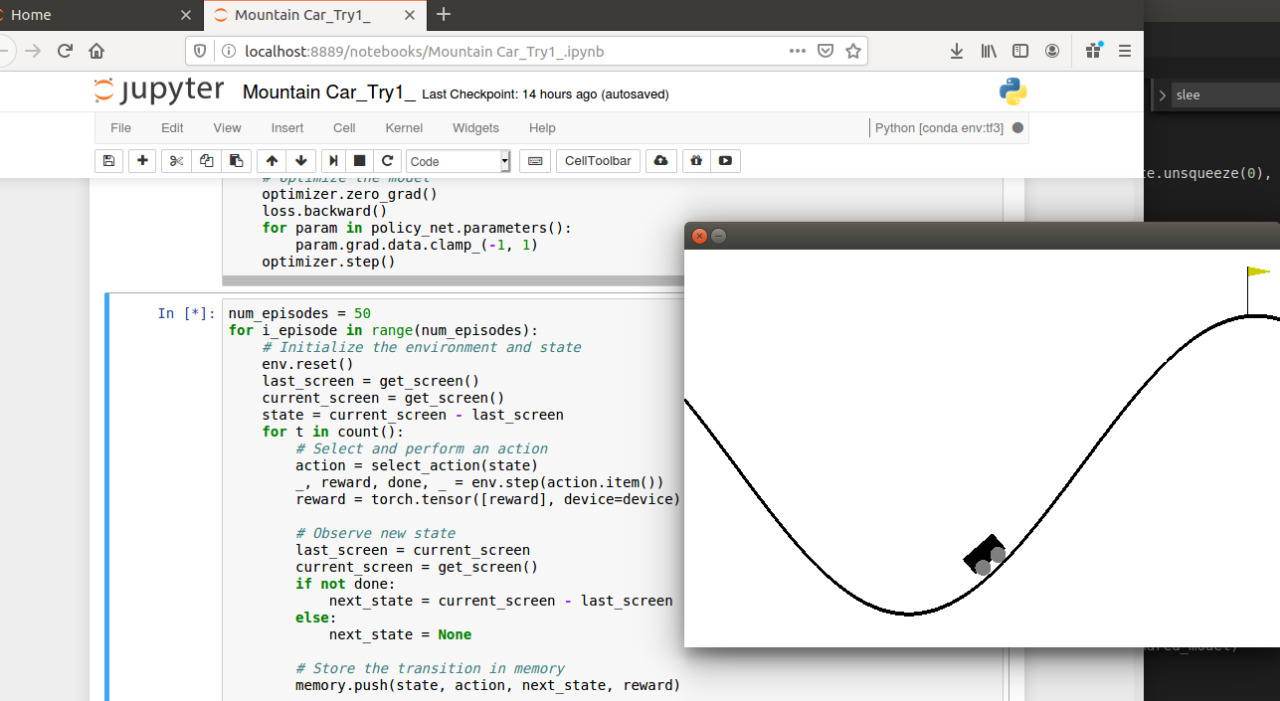 Home
Mountain Car_Try1_
localhost:8889/notebooks/Mountain Car_Try1_.ipynb
slee
jupyter Mountain Car_Try1_ Last Checkpoint: 14 hours ago (autosaved)
File Edit View Insert Cell Kernel Widgets Help Python [conda env:tf3]
Code CellToolbar
e.unsqueeze(0),
# Optimize the model
optimizer.zero_grad()
loss.backward()
for param in policy_net.parameters():
param.grad.data.clamp_(-1, 1)
optimizer.step()
In [*]: num_episodes = 50
for i_episode in range(num_episodes):
# Initialize the environment and state
env.reset()
last_screen = get_screen()
current_screen = get_screen()
state = current_screen - last_screen
for t in count():
# Select and perform an action
action = select_action(state)
_, reward, done, _ = env.step(action.item())
reward = torch.tensor([reward], device=device)
# Observe new state
last_screen = current_screen
current_screen = get_screen()
if not done:
next_state = current_screen - last_screen
else:
next_state = None
# Store the transition in memory
memory.push(state, action, next_state, reward)